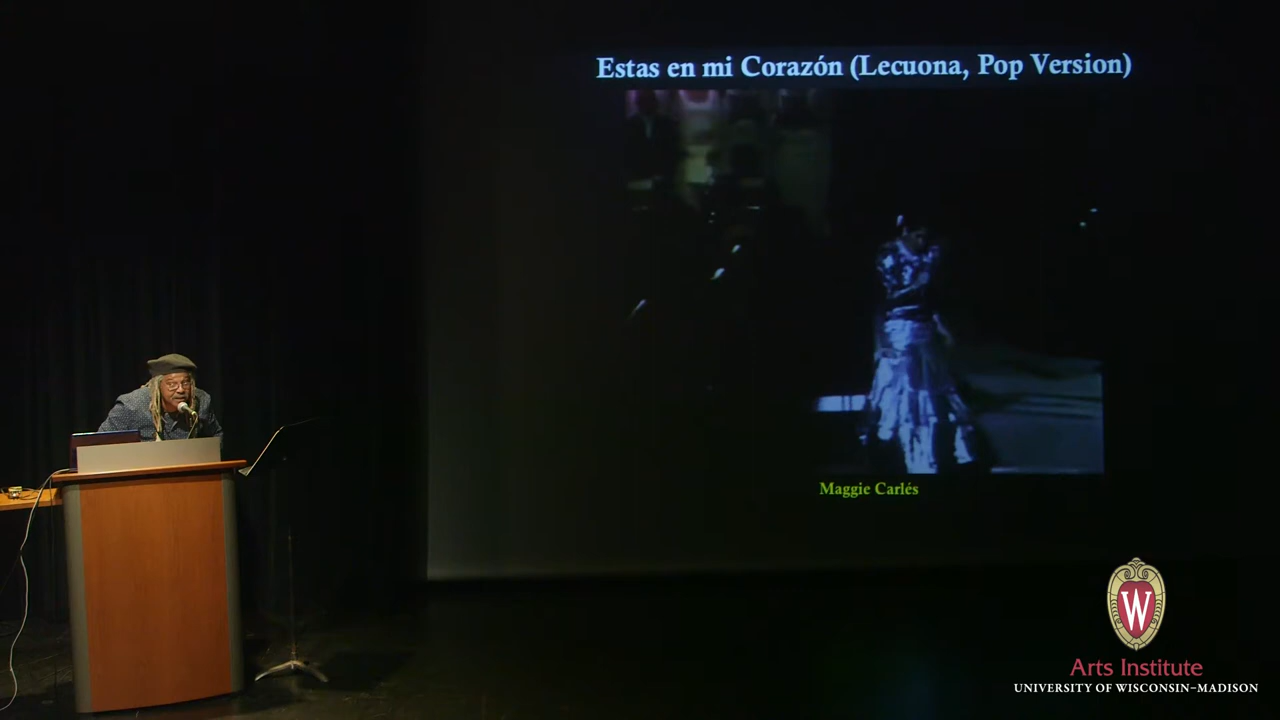 Estas en mi Corazón (Lecuona, Pop Version)
Maggie Carlés
W
Arts Institute
UNIVERSITY OF WISCONSIN–MADISON